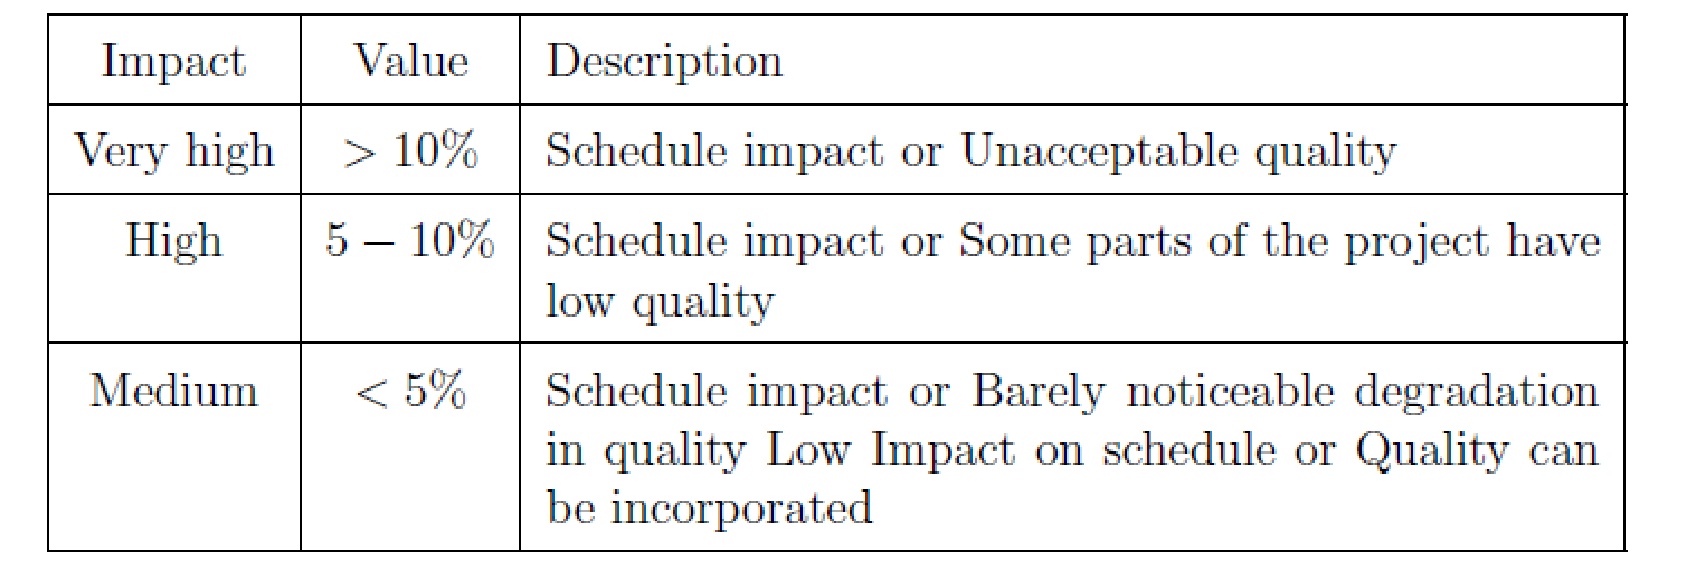 Impact Value Description
Very high > 10% Schedule impact or Unacceptable quality
High 5 – 10% Schedule impact or Some parts of the project have
low quality
Medium < 5% Schedule impact or Barely noticeable degradation
in quality Low Impact on schedule or Quality can
be incorporated